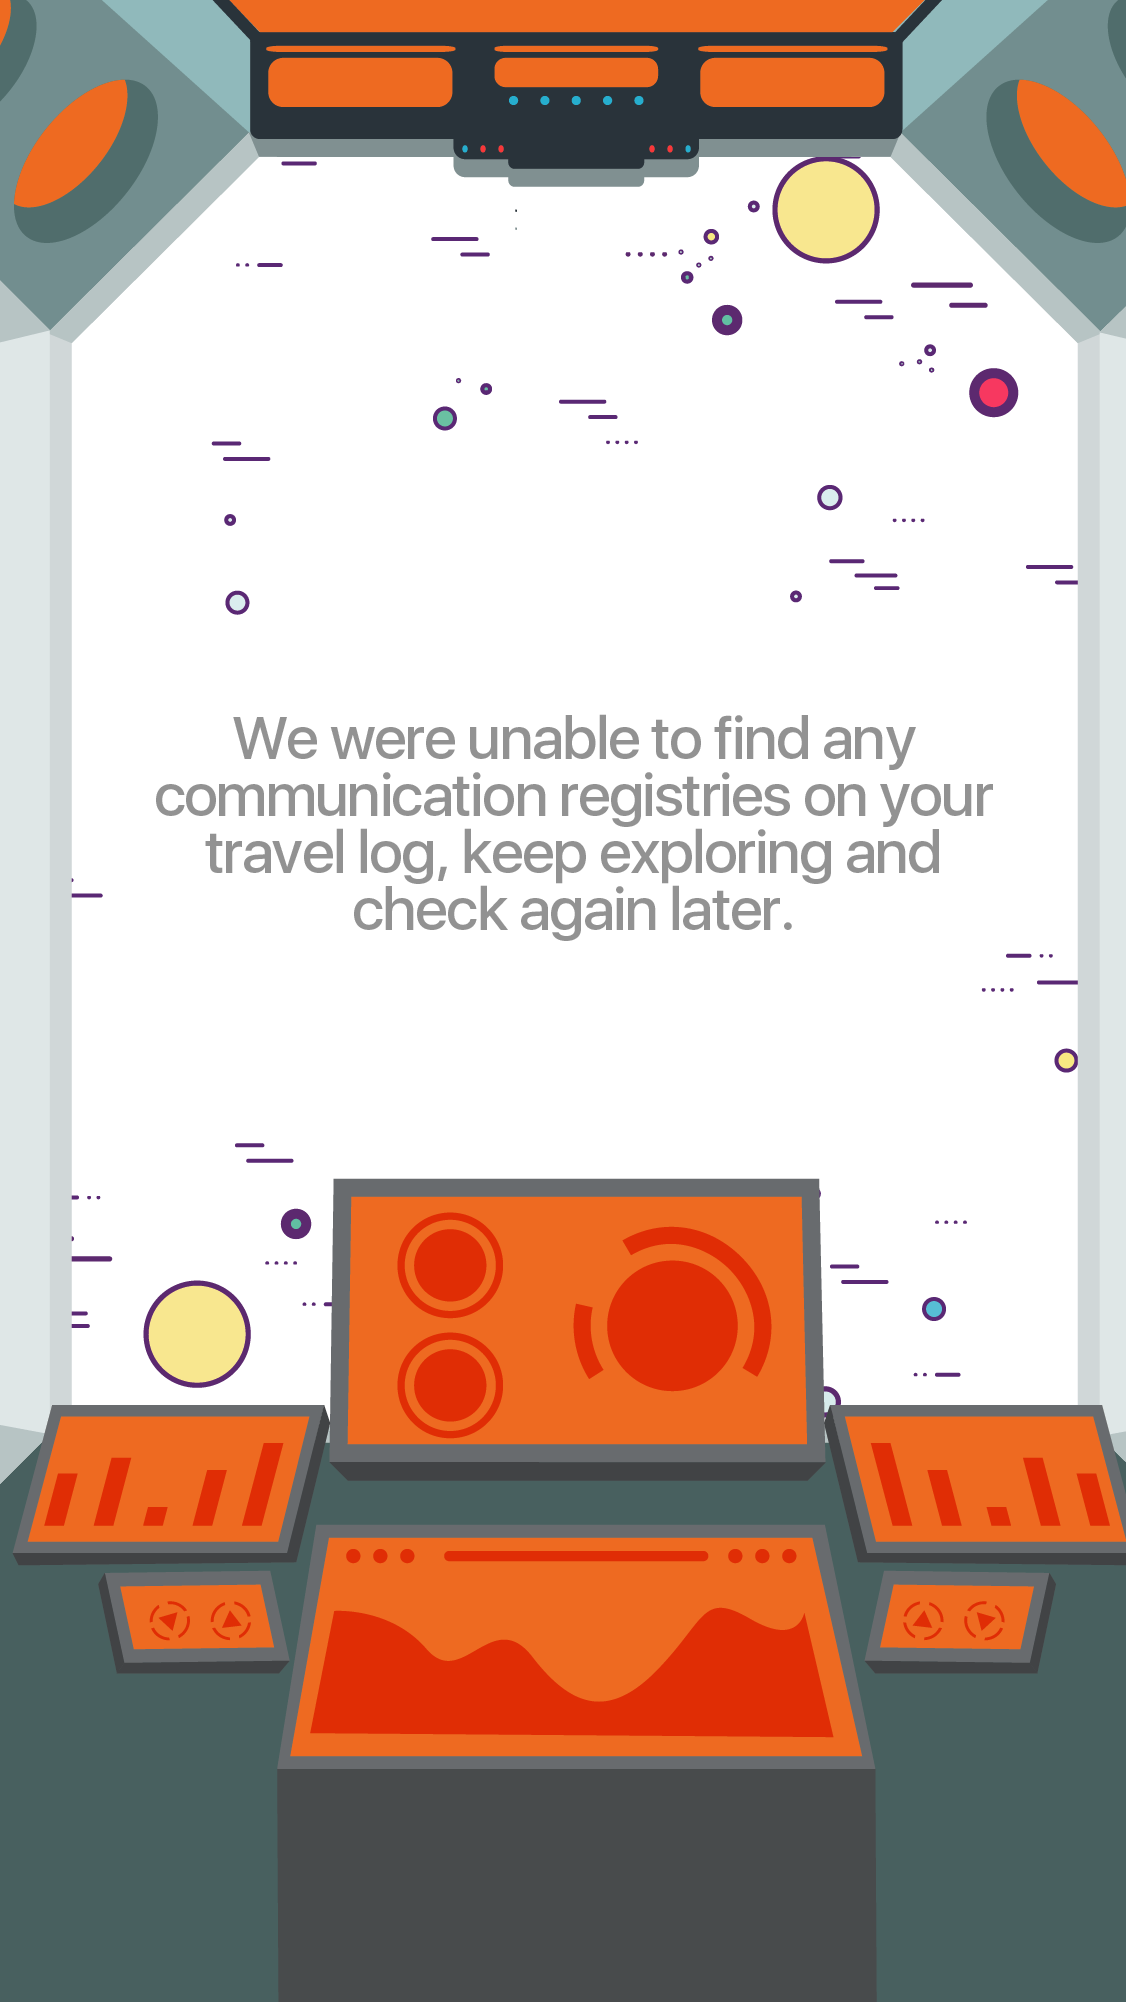 We were unable to find any
communication registries on your
travel log, keep exploring and
check again later.